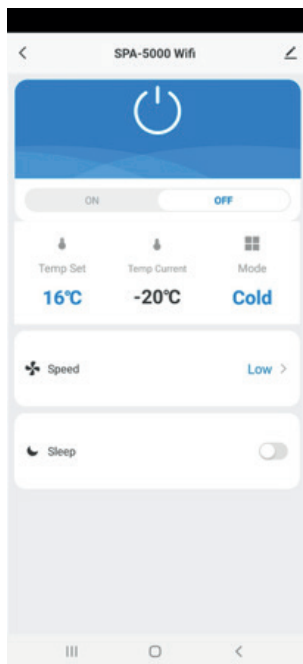 SPA-5000 Wifi
ON OFF
Temp Set Temp Current Mode
16°C -20°C Cold
Speed Low
Sleep